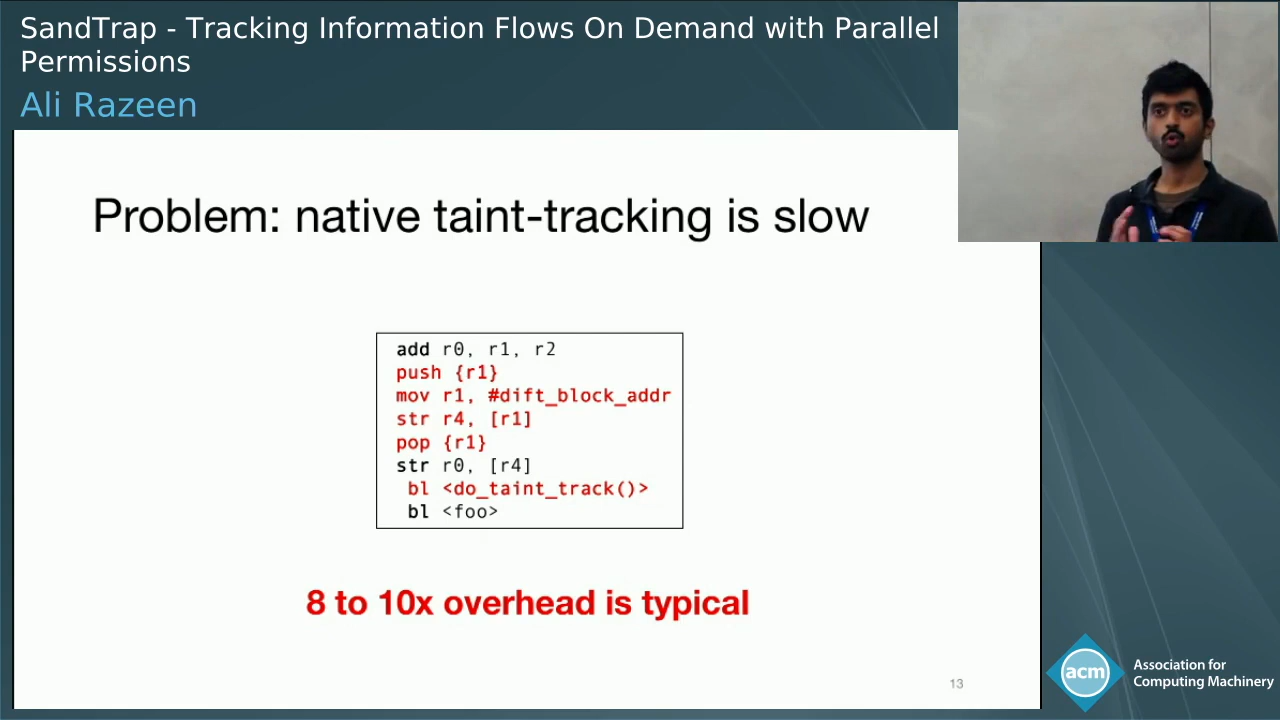 SandTrap - Tracking Information Flows On Demand with Parallel
Permissions
Ali Razeen
Problem: native taint-tracking is slow
add r0, r1, r2
push {r1}
mov r1, #dift_block_addr
str r4, [r1]
pop {r1}
str r0, [r4]
bl <do_taint_track()>
bl <foo>
8 to 10x overhead is typical
13
acm
Association for
Computing Machinery